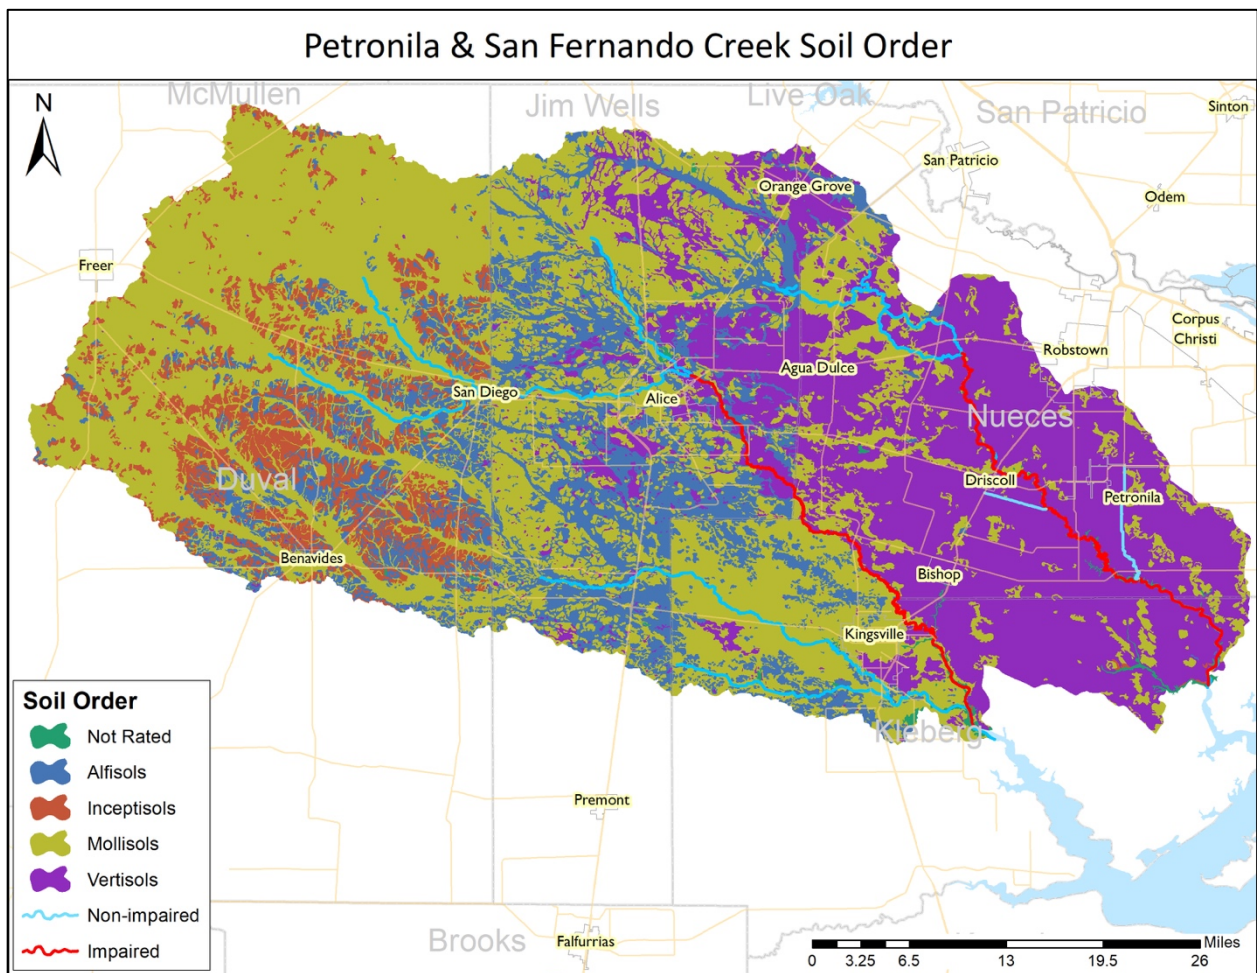 Petronila & San Fernando Creek Soil Order
McMullen
Jim Wells
Live Oak
San Patricio
Sinton
N
San Patricio
Orange Grove
Odem
Freer
Corpus
Christi
Robstown
Agua Dulce
San Diego
Alice
Nueces
Duval
Driscoll
Petronila
Benavides
Bishop
Kingsville
Kleberg
Soil Order
Not Rated
Alfisols
Inceptisols
Mollisols
Vertisols
Non-impaired
Impaired
Premont
Brooks
Falfurrias
Miles
0 3.25 6.5 13 19.5 26